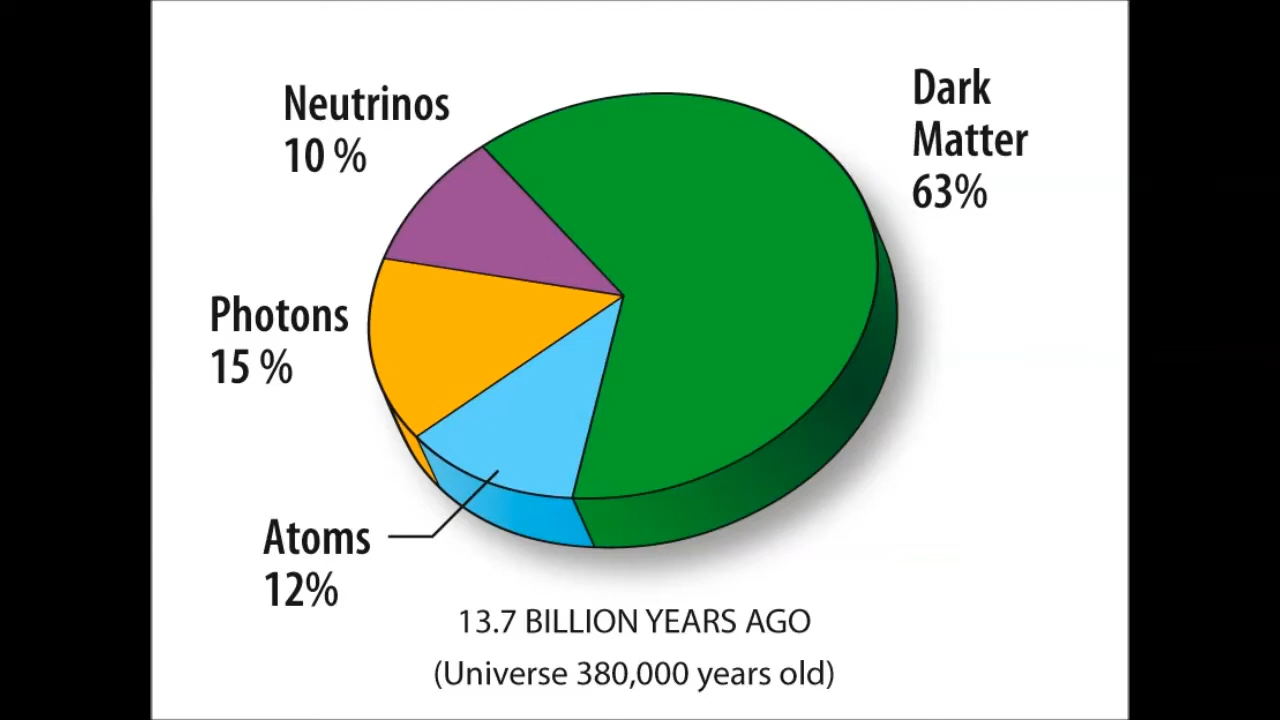 Neutrinos
10 %
Dark
Matter
63%
Photons
15 %
Atoms
12%
13.7 BILLION YEARS AGO
(Universe 380,000 years old)